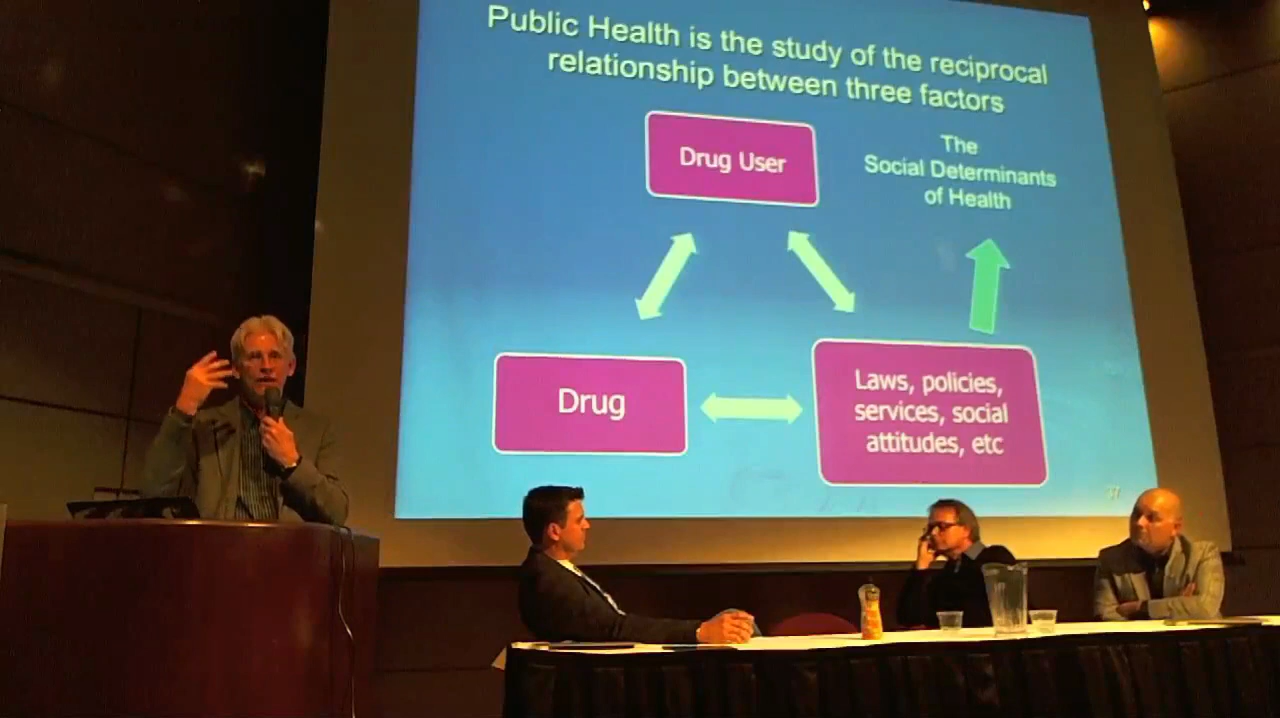 Public Health is the study of the reciprocal
relationship between three factors
Drug User
The
Social Determinants
of Health
Drug
Laws, policies,
services, social
attitudes, etc